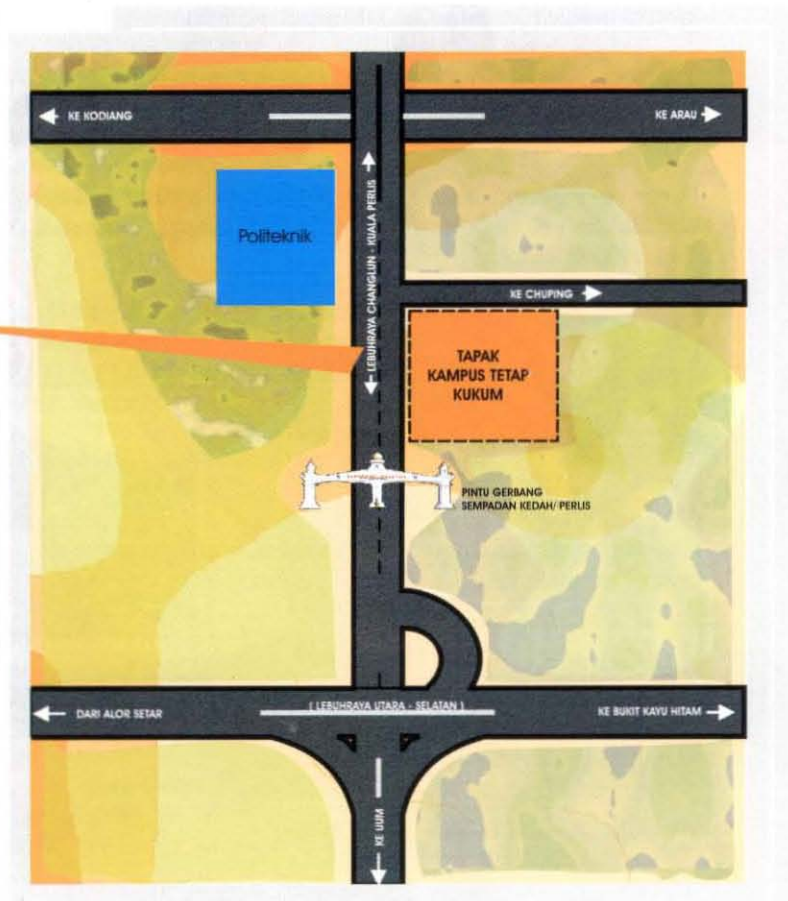 KE KODIANG
KE ARAU
Politeknik
LEBUHRAYA CHANGLUN - KUALA PERLIS
KE CHUPING
TAPAK
KAMPUS TETAP
KUKUM
PINTU GERBANG
SEMPADAN KEDAH/PERLIS
( LEBUHRAYA UTARA - SELATAN )
DARI ALOR SETAR
KE BUKIT KAYU HITAM
KE UUM